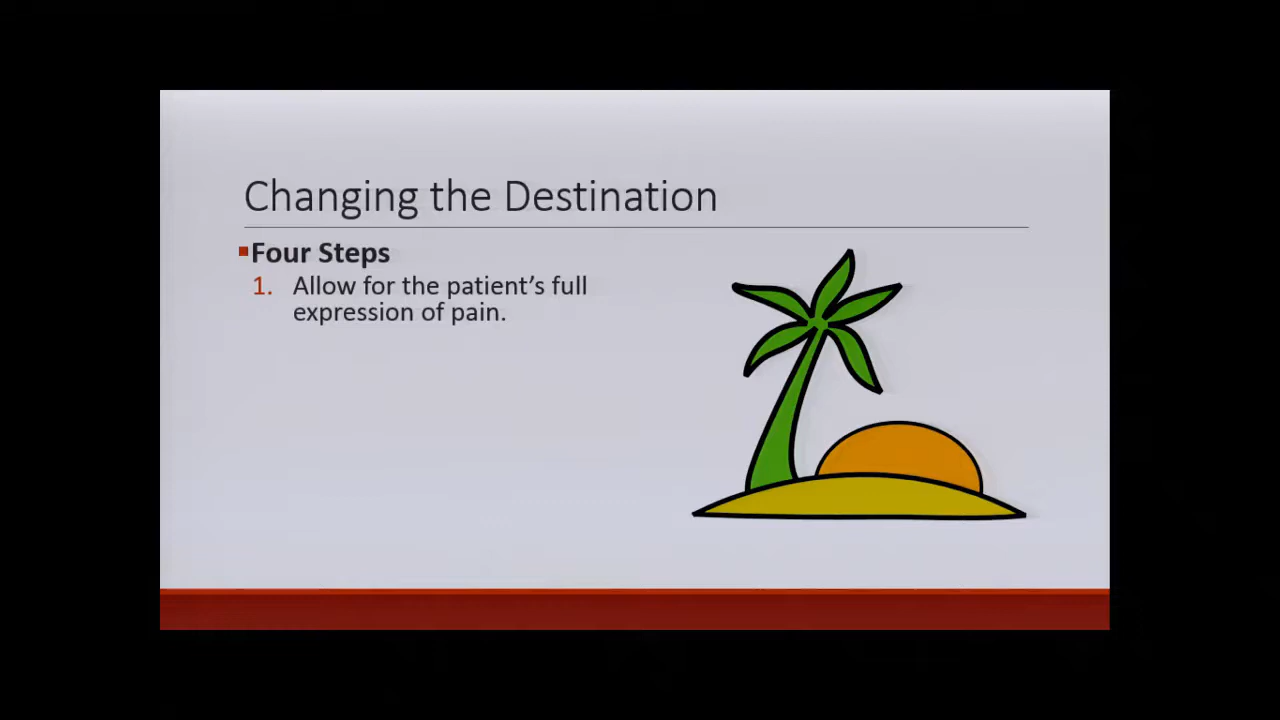 Changing the Destination
▪Four Steps
1. Allow for the patient’s full
expression of pain.